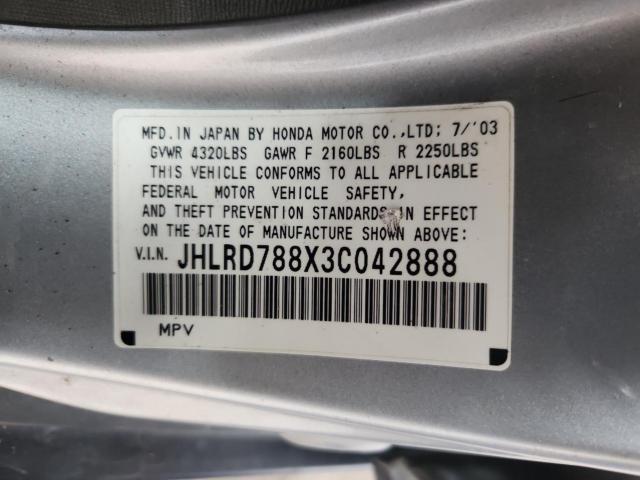 MFD.IN JAPAN BY HONDA MOTOR CO.,LTD; 7/'03
GVWR 4320LBS GAWR F 2160LBS R 2250LBS
THIS VEHICLE CONFORMS TO ALL APPLICABLE
FEDERAL MOTOR VEHICLE SAFETY,
AND THEFT PREVENTION STANDARDS IN EFFECT
ON THE DATE OF MANUFACTURE SHOWN ABOVE:
V.I.N. JHLRD788X3C042888
MPV